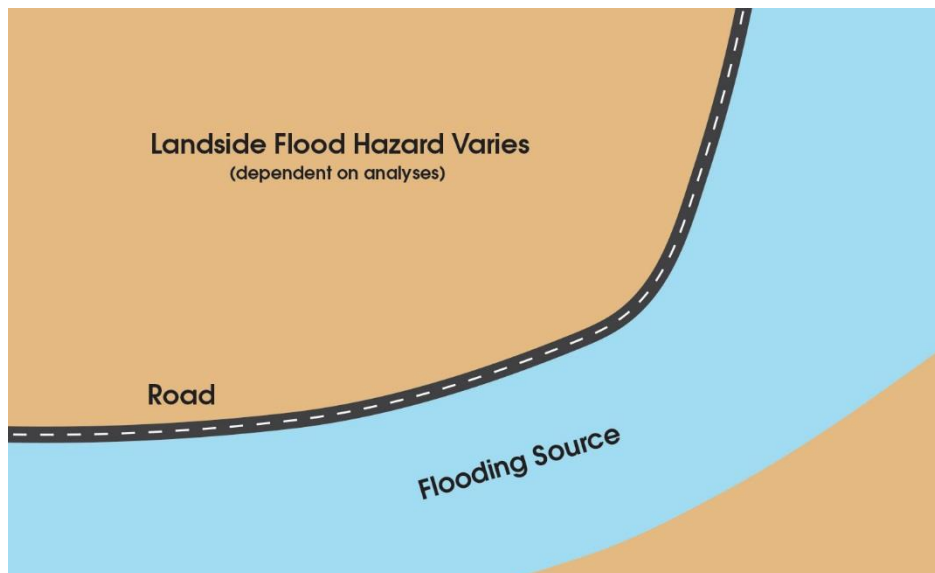 Landside Flood Hazard Varies
(dependent on analyses)
Road
Flooding Source